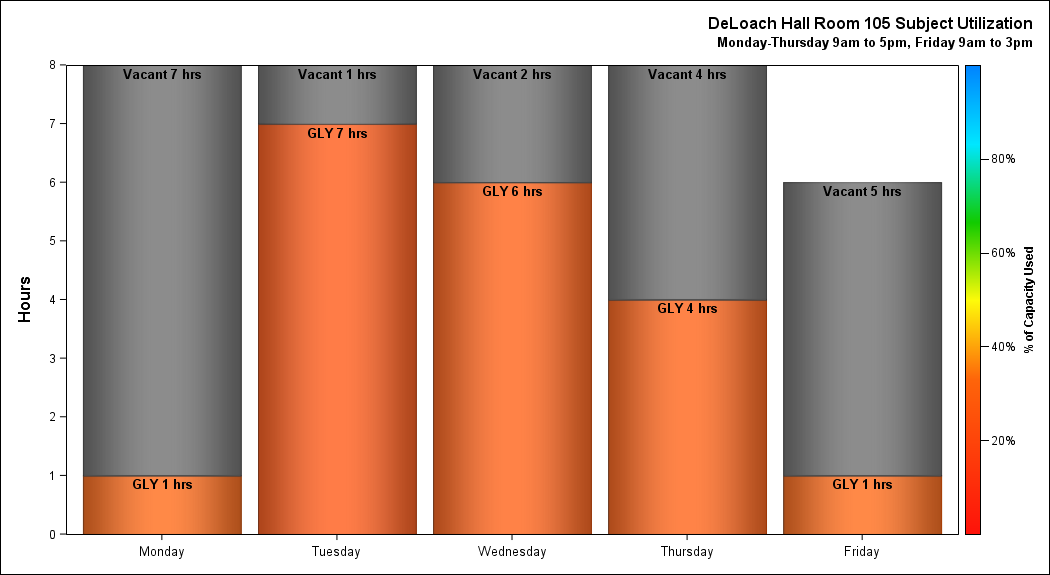 DeLoach Hall Room 105 Subject Utilization
Monday-Thursday 9am to 5pm, Friday 9am to 3pm
8
7
6
5
4
3
2
1
0
Hours
Vacant 7 hrs
GLY 1 hrs
Vacant 1 hrs
GLY 7 hrs
Vacant 2 hrs
GLY 6 hrs
Vacant 4 hrs
GLY 4 hrs
Vacant 5 hrs
GLY 1 hrs
Monday
Tuesday
Wednesday
Thursday
Friday
80%
60%
40%
20%
% of Capacity Used